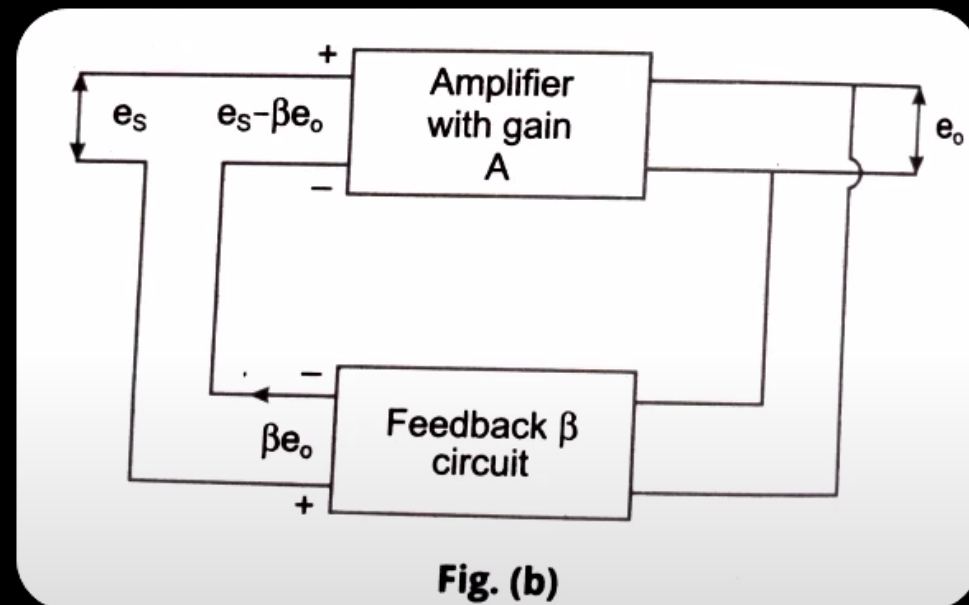 +
Amplifier
with gain
A
eₛ
eₛ–βeₒ
eₒ
–
–
Feedback β
circuit
βeₒ
+
Fig. (b)